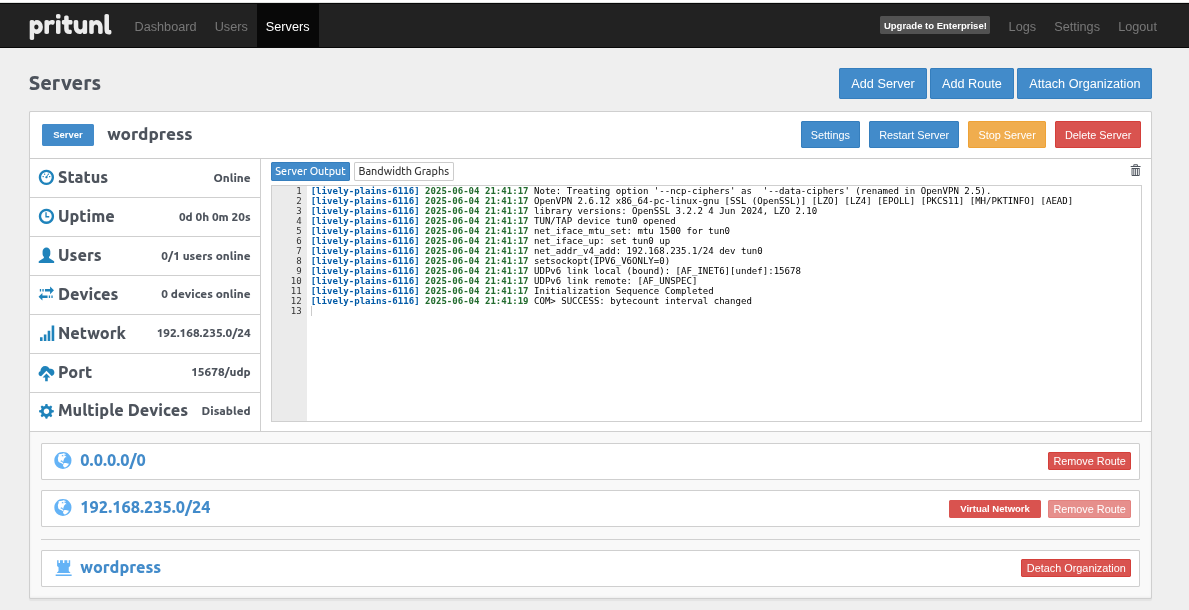 pritunl Dashboard Users Servers Upgrade to Enterprise! Logs Settings Logout
Servers Add Server Add Route Attach Organization
Server wordpress Settings Restart Server Stop Server Delete Server
Status Online
Uptime 0d 0h 0m 20s
Users 0/1 users online
Devices 0 devices online
Network 192.168.235.0/24
Port 15678/udp
Multiple Devices Disabled
Server Output Bandwidth Graphs
1 [lively-plains-6116] 2025-06-04 21:41:17 Note: Treating option '--ncp-ciphers' as  '--data-ciphers' (renamed in OpenVPN 2.5).
2 [lively-plains-6116] 2025-06-04 21:41:17 OpenVPN 2.6.12 x86_64-pc-linux-gnu [SSL (OpenSSL)] [LZO] [LZ4] [EPOLL] [PKCS11] [MH/PKTINFO] [AEAD]
3 [lively-plains-6116] 2025-06-04 21:41:17 library versions: OpenSSL 3.2.2 4 Jun 2024, LZO 2.10
4 [lively-plains-6116] 2025-06-04 21:41:17 TUN/TAP device tun0 opened
5 [lively-plains-6116] 2025-06-04 21:41:17 net_iface_mtu_set: mtu 1500 for tun0
6 [lively-plains-6116] 2025-06-04 21:41:17 net_iface_up: set tun0 up
7 [lively-plains-6116] 2025-06-04 21:41:17 net_addr_v4_add: 192.168.235.1/24 dev tun0
8 [lively-plains-6116] 2025-06-04 21:41:17 setsockopt(IPV6_V6ONLY=0)
9 [lively-plains-6116] 2025-06-04 21:41:17 UDPv6 link local (bound): [AF_INET6][undef]:15678
10 [lively-plains-6116] 2025-06-04 21:41:17 UDPv6 link remote: [AF_UNSPEC]
11 [lively-plains-6116] 2025-06-04 21:41:17 Initialization Sequence Completed
12 [lively-plains-6116] 2025-06-04 21:41:19 COM> SUCCESS: bytecount interval changed
13
0.0.0.0/0 Remove Route
192.168.235.0/24 Virtual Network Remove Route
wordpress Detach Organization